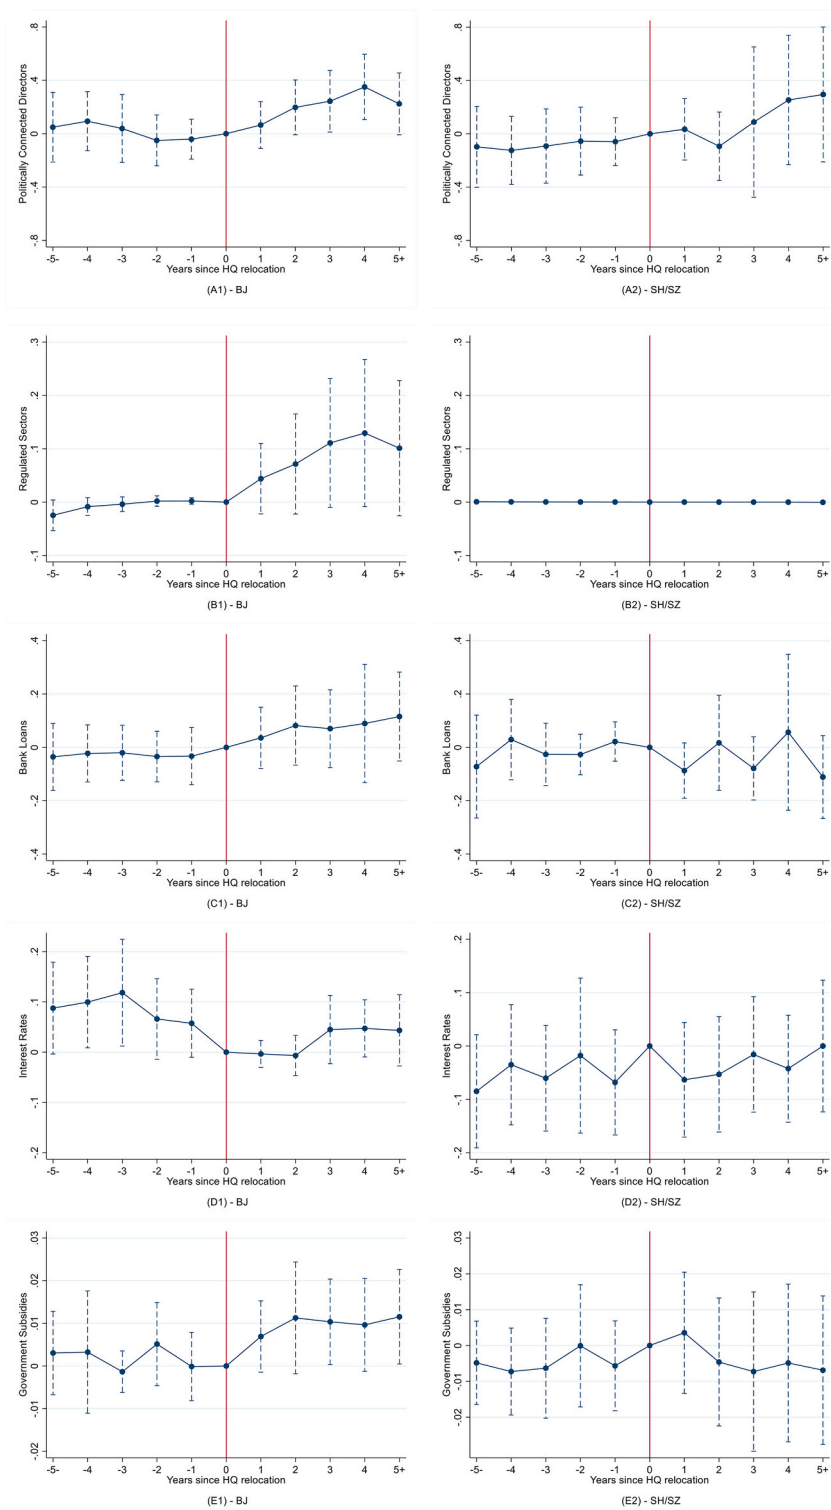 Politically Connected Directors
.8
.4
0
-.4
-.8
-5- -4 -3 -2 -1 0 1 2 3 4 5+
Years since HQ relocation
(A1) - BJ
Politically Connected Directors
.8
.4
0
-.4
-.8
-5- -4 -3 -2 -1 0 1 2 3 4 5+
Years since HQ relocation
(A2) - SH/SZ
Regulated Sectors
.3
.2
.1
0
-.1
-5- -4 -3 -2 -1 0 1 2 3 4 5+
Years since HQ relocation
(B1) - BJ
Regulated Sectors
.3
.2
.1
0
-.1
-5- -4 -3 -2 -1 0 1 2 3 4 5+
Years since HQ relocation
(B2) - SH/SZ
Bank Loans
.4
.2
0
-.2
-.4
-5- -4 -3 -2 -1 0 1 2 3 4 5+
Years since HQ relocation
(C1) - BJ
Bank Loans
.4
.2
0
-.2
-.4
-5- -4 -3 -2 -1 0 1 2 3 4 5+
Years since HQ relocation
(C2) - SH/SZ
Interest Rates
.2
.1
0
-.1
-.2
-5- -4 -3 -2 -1 0 1 2 3 4 5+
Years since HQ relocation
(D1) - BJ
Interest Rates
.2
.1
0
-.1
-.2
-5- -4 -3 -2 -1 0 1 2 3 4 5+
Years since HQ relocation
(D2) - SH/SZ
Government Subsidies
.03
.02
.01
0
-.01
-.02
-5- -4 -3 -2 -1 0 1 2 3 4 5+
Years since HQ relocation
(E1) - BJ
Government Subsidies
.03
.02
.01
0
-.01
-.02
-5- -4 -3 -2 -1 0 1 2 3 4 5+
Years since HQ relocation
(E2) - SH/SZ